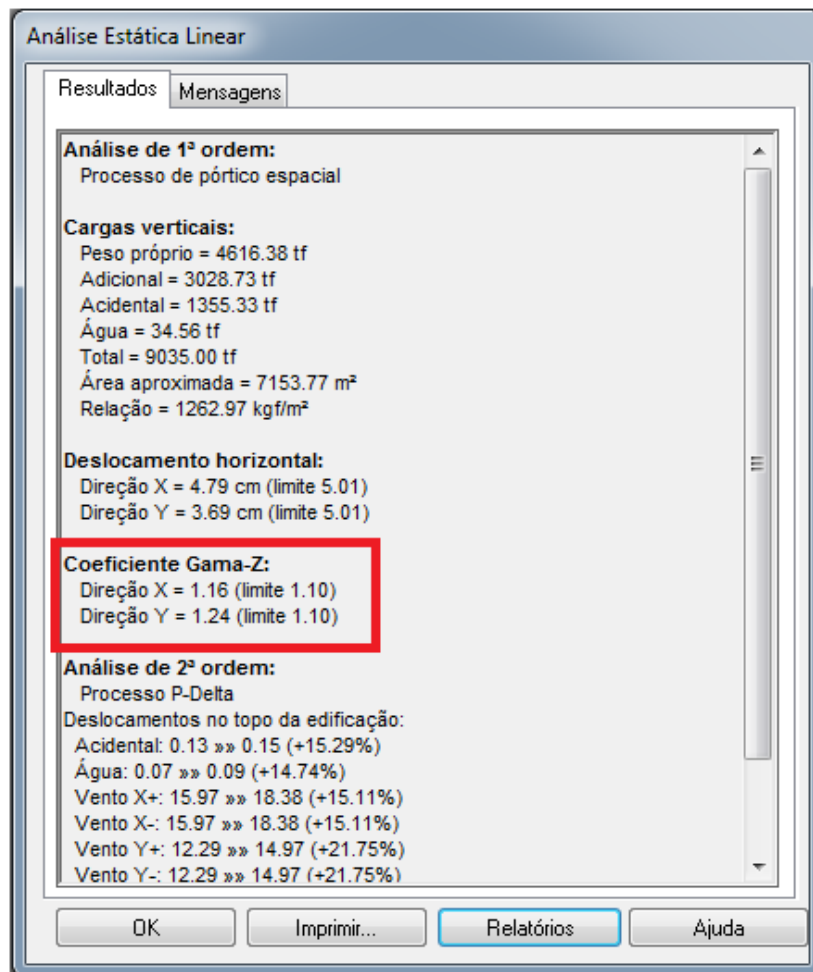 Análise Estática Linear
Resultados
Mensagens
Análise de 1ª ordem:
Processo de pórtico espacial
Cargas verticais:
Peso próprio = 4616.38 tf
Adicional = 3028.73 tf
Acidental = 1355.33 tf
Água = 34.56 tf
Total = 9035.00 tf
Área aproximada = 7153.77 m²
Relação = 1262.97 kgf/m²
Deslocamento horizontal:
Direção X = 4.79 cm (limite 5.01)
Direção Y = 3.69 cm (limite 5.01)
Coeficiente Gama-Z:
Direção X = 1.16 (limite 1.10)
Direção Y = 1.24 (limite 1.10)
Análise de 2ª ordem:
Processo P-Delta
Deslocamentos no topo da edificação:
Acidental: 0.13 »» 0.15 (+15.29%)
Água: 0.07 »» 0.09 (+14.74%)
Vento X+: 15.97 »» 18.38 (+15.11%)
Vento X-: 15.97 »» 18.38 (+15.11%)
Vento Y+: 12.29 »» 14.97 (+21.75%)
Vento Y-: 12.29 »» 14.97 (+21.75%)
OK
Imprimir...
Relatórios
Ajuda